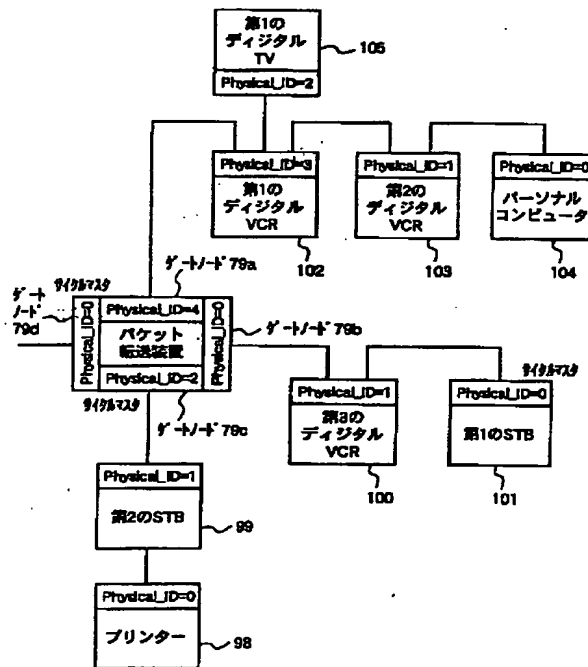 第1の
ディジタル
TV
105
Physical_ID=2
Physical_ID=3
第1の
ディジタル
VCR
102
Physical_ID=1
第2の
ディジタル
VCR
103
Physical_ID=0
パーソナル
コンピュータ
104
サイクルマスタ
ゲートノード 79a
ゲート
ノード
79d
Physical_ID=0
Physical_ID=4
パケット
転送装置
Physical_ID=2
Physical_ID=0
ゲートノード 79b
サイクルマスタ
ゲートノード 79c
Physical_ID=1
第3の
ディジタル
VCR
100
サイクルマスタ
Physical_ID=0
第1のSTB
101
Physical_ID=1
第2のSTB
99
Physical_ID=0
プリンター
98